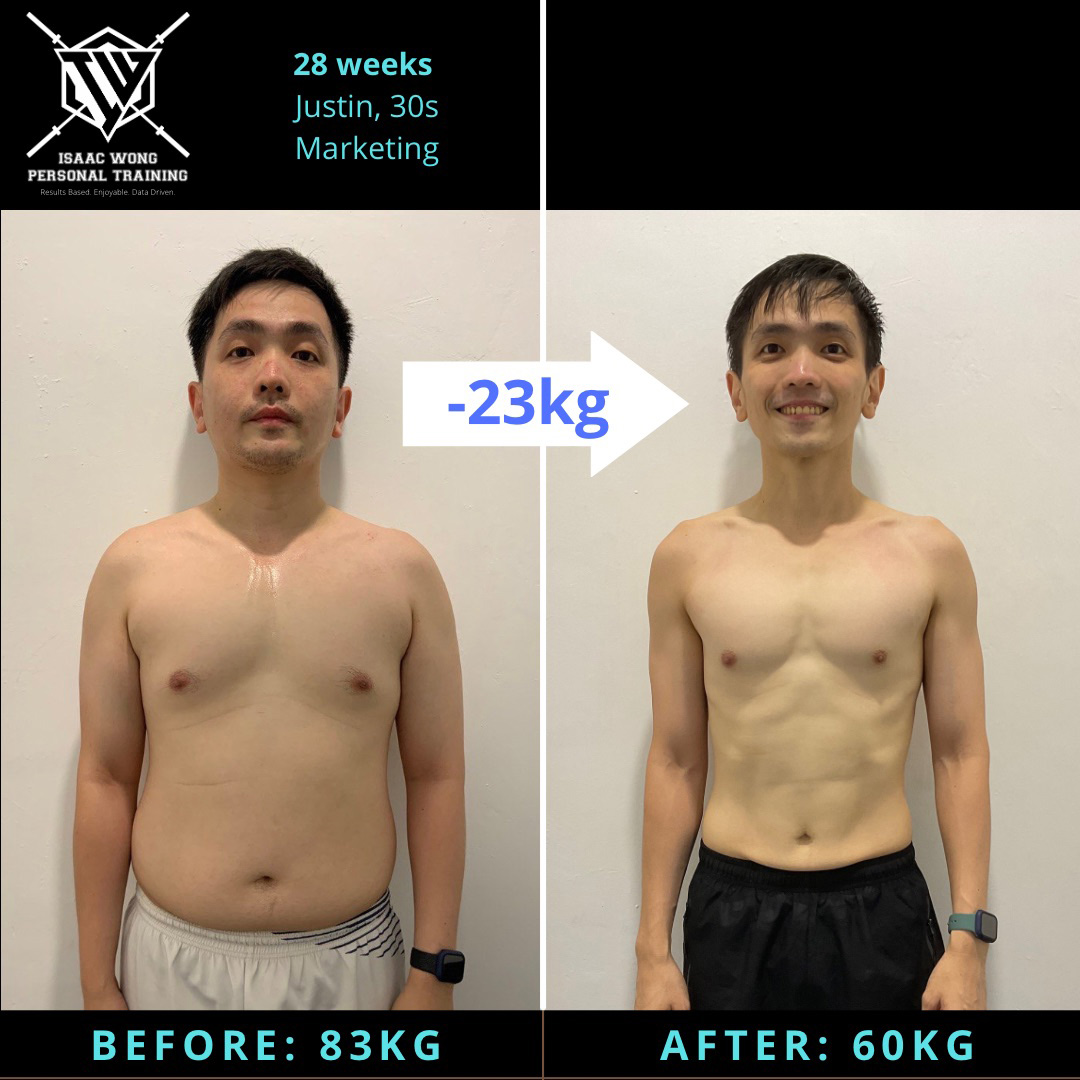 ISAAC WONG
PERSONAL TRAINING
Results Based. Enjoyable. Data Driven.
28 weeks
Justin, 30s
Marketing
-23kg
BEFORE: 83KG
AFTER: 60KG